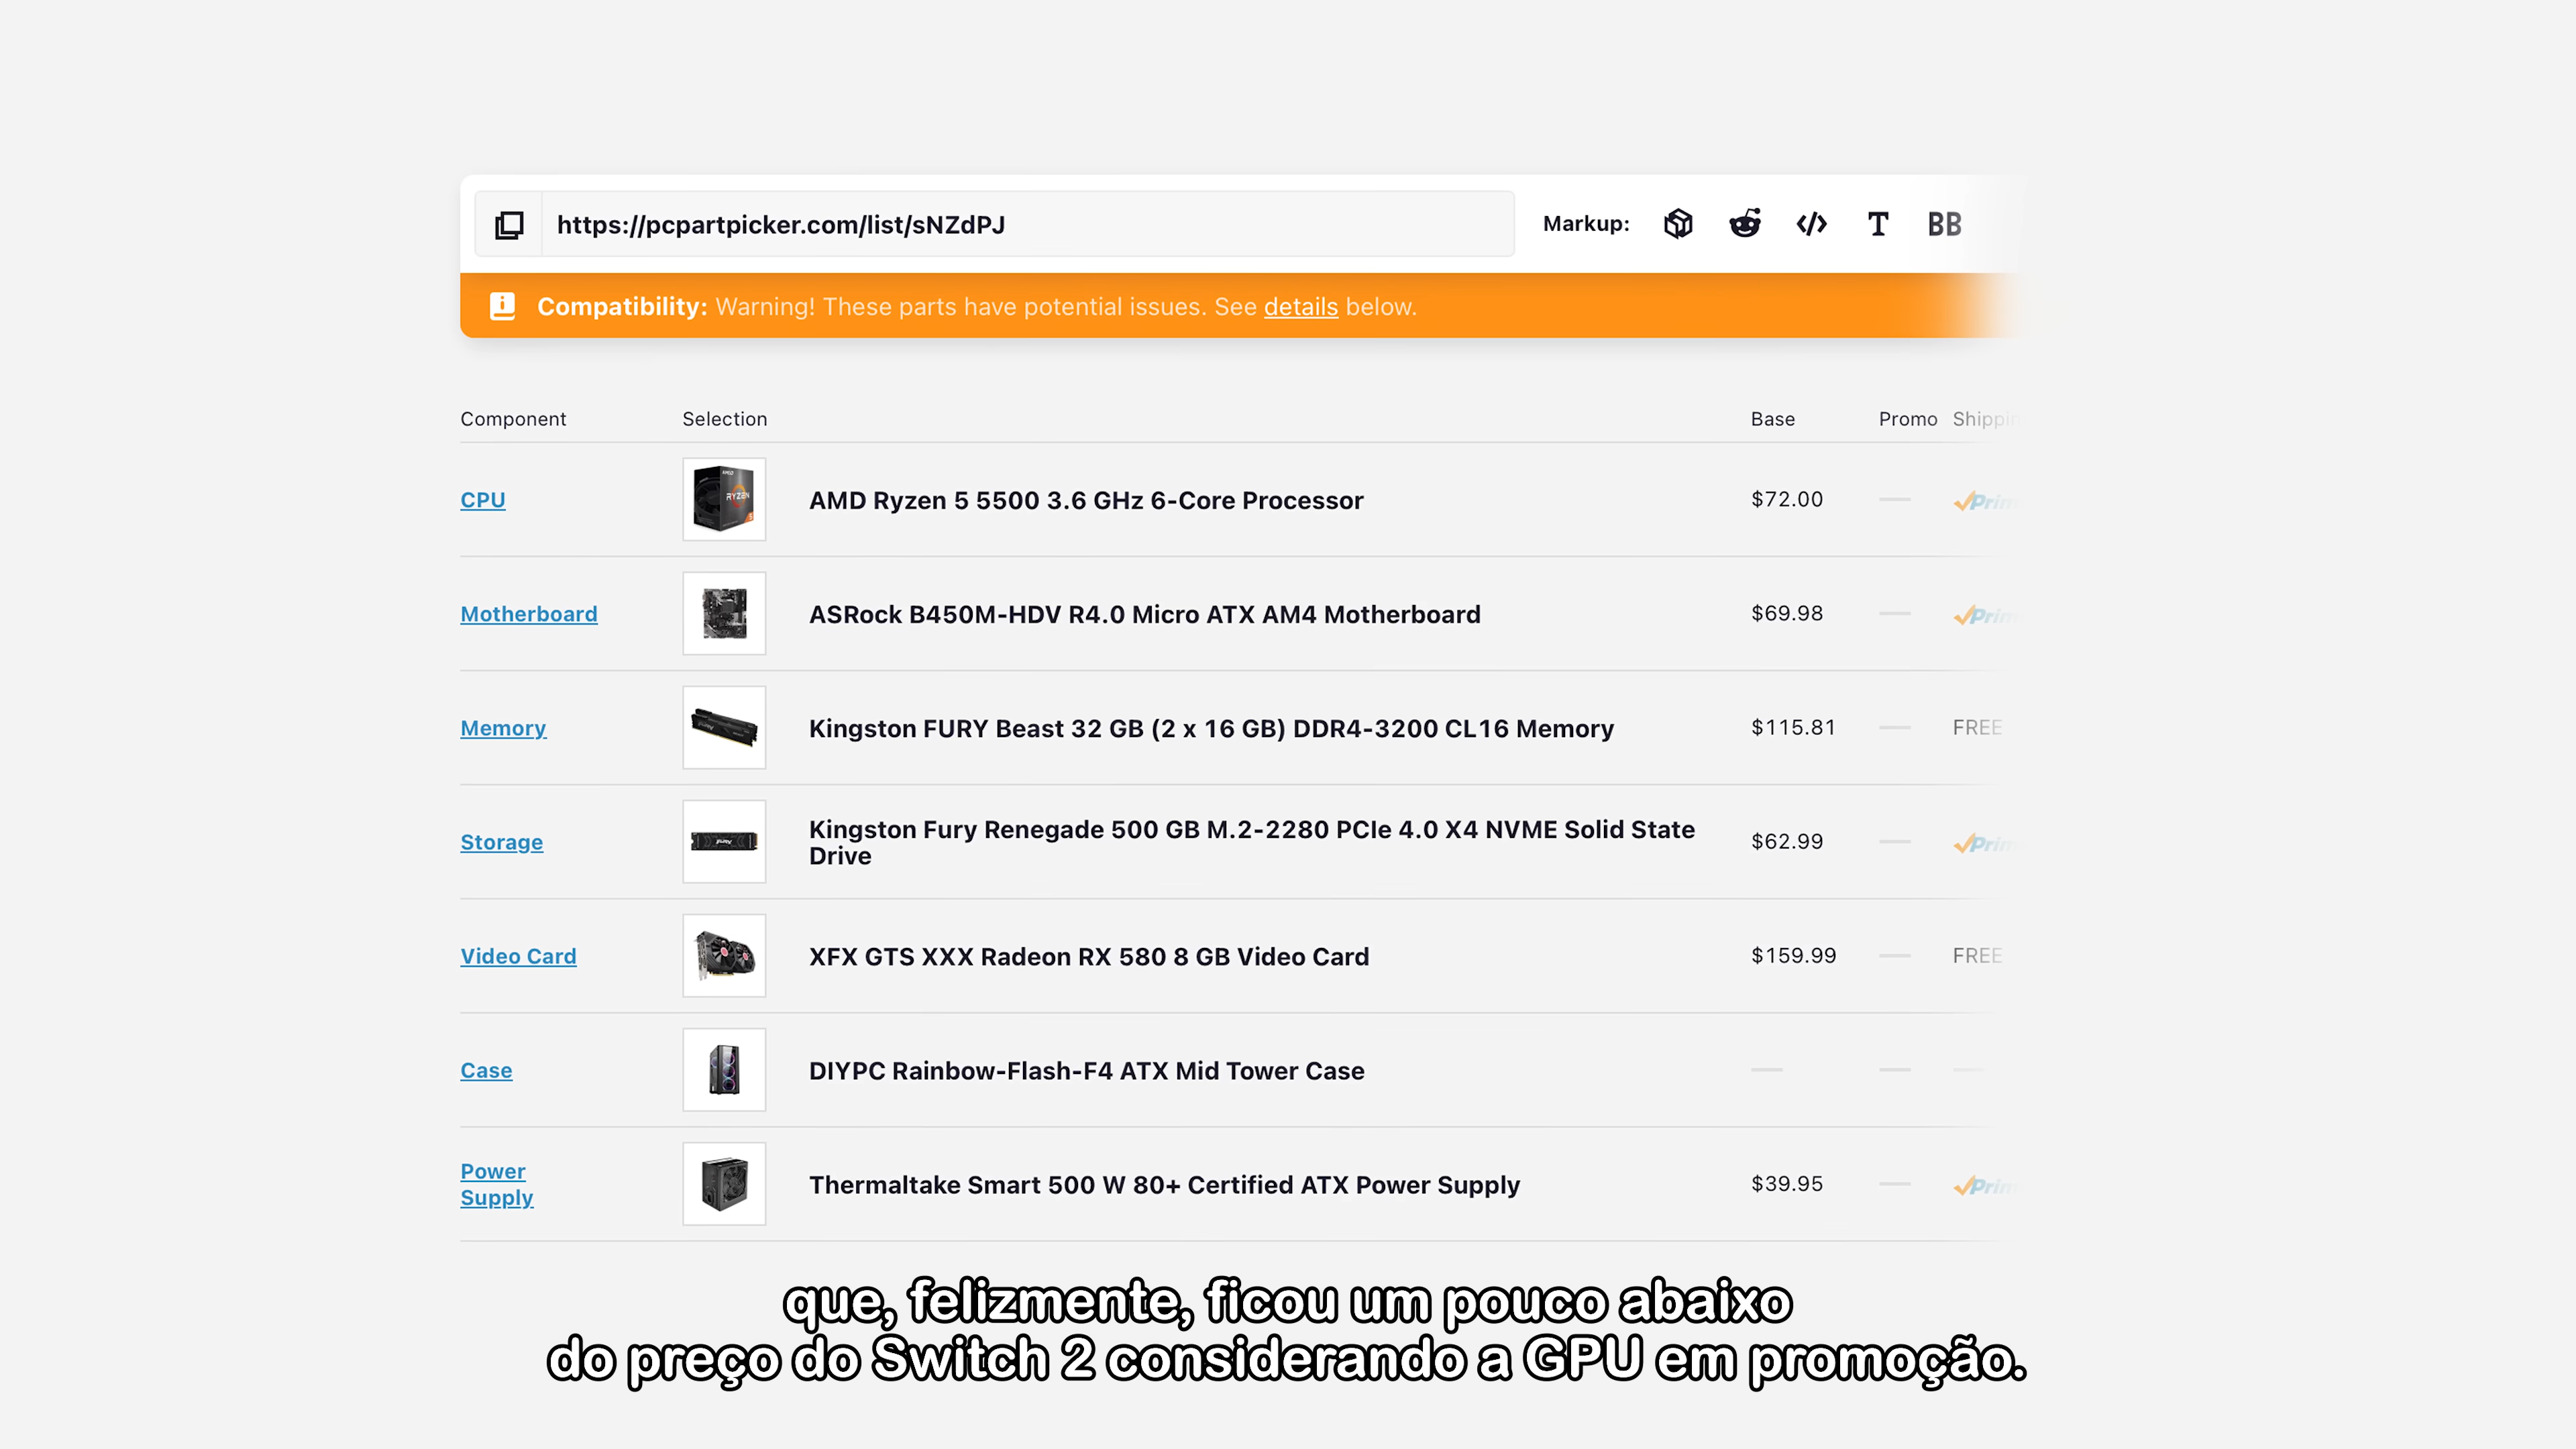 https://pcpartpicker.com/list/sNZdPJ Markup: T BB
Compatibility: Warning! These parts have potential issues. See details below.
Component Selection Base Promo Shippin
CPU AMD Ryzen 5 5500 3.6 GHz 6-Core Processor $72.00 — Prime
Motherboard ASRock B450M-HDV R4.0 Micro ATX AM4 Motherboard $69.98 — Prime
Memory Kingston FURY Beast 32 GB (2 x 16 GB) DDR4-3200 CL16 Memory $115.81 — FREE
Storage Kingston Fury Renegade 500 GB M.2-2280 PCIe 4.0 X4 NVME Solid State
Drive $62.99 — Prime
Video Card XFX GTS XXX Radeon RX 580 8 GB Video Card $159.99 — FREE
Case DIYPC Rainbow-Flash-F4 ATX Mid Tower Case — — —
Power
Supply Thermaltake Smart 500 W 80+ Certified ATX Power Supply $39.95 — Prime
que, felizmente, ficou um pouco abaixo
do preço do Switch 2 considerando a GPU em promoção.